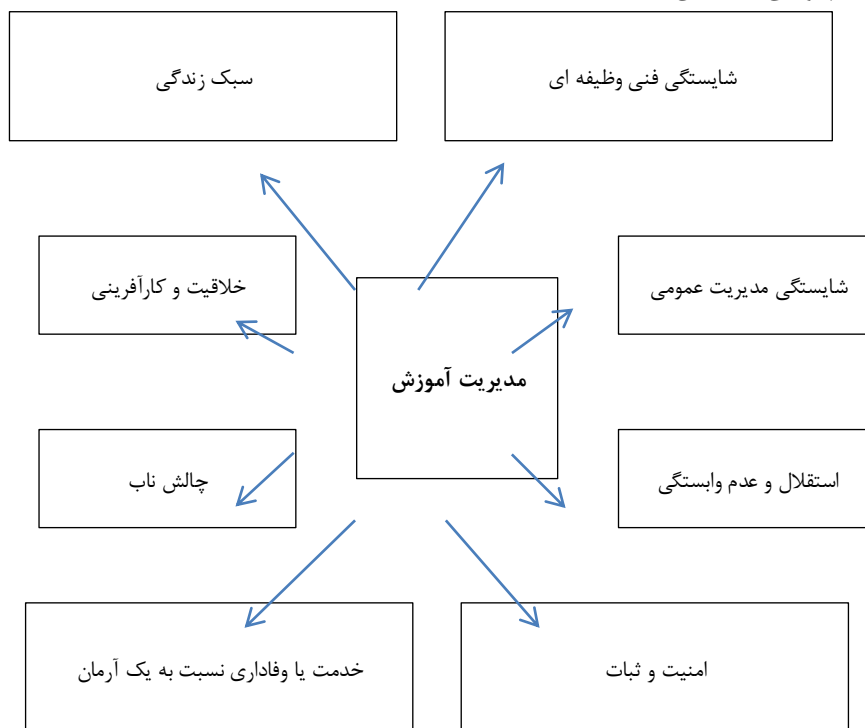 شایستگی فنی وظیفه ای
سبک زندگی
شایستگی مدیریت عمومی
خلاقیت و کارآفرینی
مدیریت آموزش
استقلال و عدم وابستگی
چالش ناب
امنیت و ثبات
خدمت یا وفاداری نسبت به یک آرمان